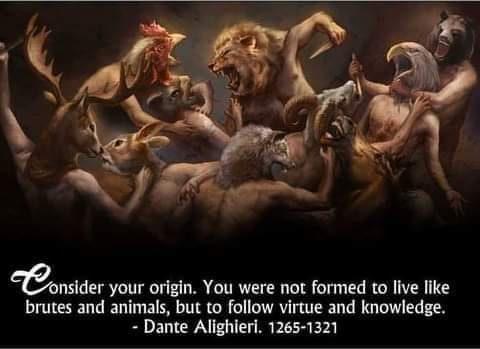 Consider your origin. You were not formed to live like
brutes and animals, but to follow virtue and knowledge.
- Dante Alighieri. 1265-1321